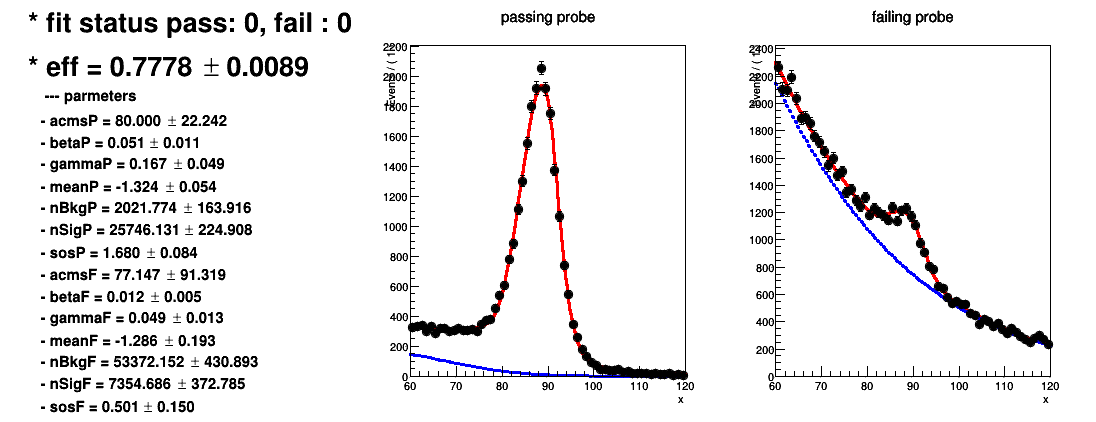 * fit status pass: 0, fail : 0
* eff = 0.7778 ± 0.0089
--- parmeters
- acmsP = 80.000 ± 22.242
- betaP = 0.051 ± 0.011
- gammaP = 0.167 ± 0.049
- meanP = -1.324 ± 0.054
- nBkgP = 2021.774 ± 163.916
- nSigP = 25746.131 ± 224.908
- sosP = 1.680 ± 0.084
- acmsF = 77.147 ± 91.319
- betaF = 0.012 ± 0.005
- gammaF = 0.049 ± 0.013
- meanF = -1.286 ± 0.193
- nBkgF = 53372.152 ± 430.893
- nSigF = 7354.686 ± 372.785
- sosF = 0.501 ± 0.150
passing probe
2200
2000
1800
1600
1400
1200
1000
800
600
400
200
0
60 70 80 90 100 110 120
x
failing probe
2400
2200
2000
1800
1600
1400
1200
1000
800
600
400
200
0
60 70 80 90 100 110 120
x